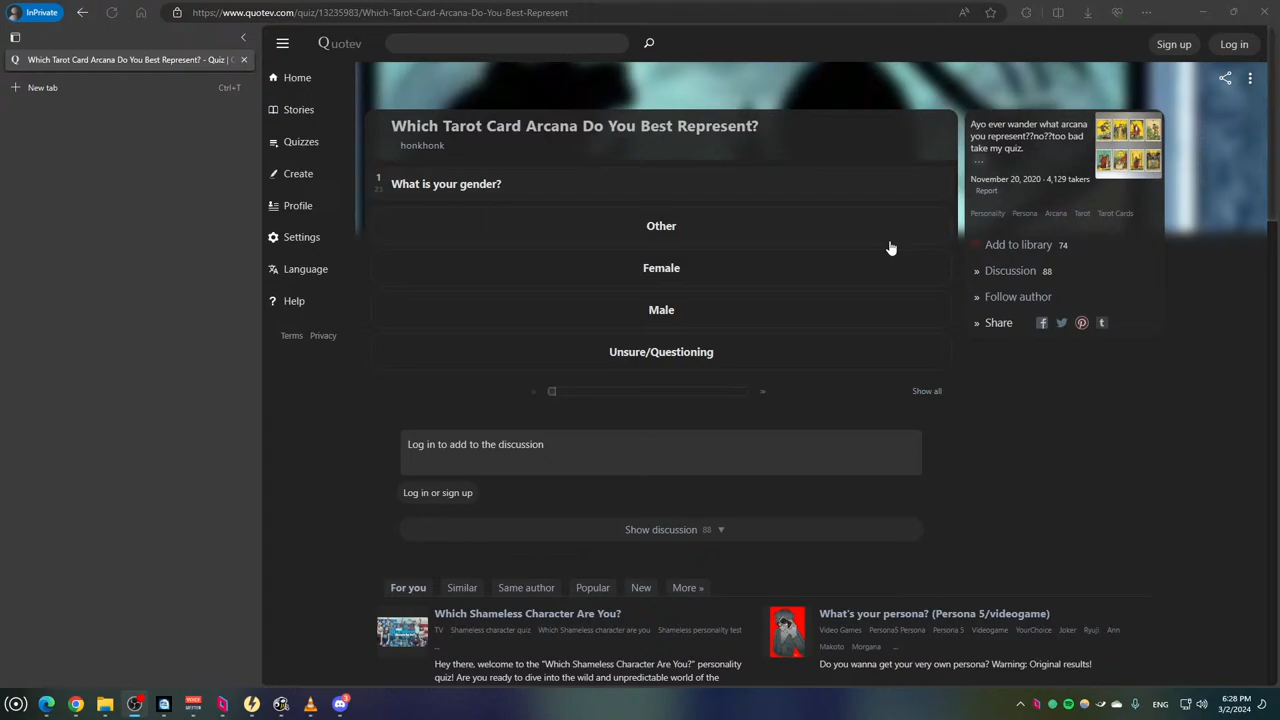 InPrivate
https://www.quotev.com/quiz/13235983/Which-Tarot-Card-Arcana-Do-You-Best-Represent
Which Tarot Card Arcana Do You Best Represent? - Quiz |
New tab
Ctrl+T
Quotev
Sign up
Log in
Home
Stories
Quizzes
Create
Profile
Settings
Language
Help
Terms Privacy
Which Tarot Card Arcana Do You Best Represent?
honkhonk
1
23
What is your gender?
Other
Female
Male
Unsure/Questioning
« »
Show all
Ayo ever wander what arcana
you represent??no??too bad
take my quiz.
...
November 20, 2020 · 4,129 takers
Report
Personality Persona Arcana Tarot Tarot Cards
Add to library 74
» Discussion 88
» Follow author
» Share
Log in to add to the discussion
Log in or sign up
Show discussion 88 ▼
For you Similar Same author Popular New More »
Which Shameless Character Are You?
TV Shameless character quiz Which Shameless character are you Shameless personality test
...
Hey there, welcome to the "Which Shameless Character Are You?" personality
quiz! Are you ready to dive into the wild and unpredictable world of the
What's your persona? (Persona 5/videogame)
Video Games Persona5 Persona Persona 5 Videogame YourChoice Joker Ryuji Ann
Makoto Morgana ...
Do you wanna get your very own persona? Warning: Original results!
3
ENG
6:28 PM
3/2/2024